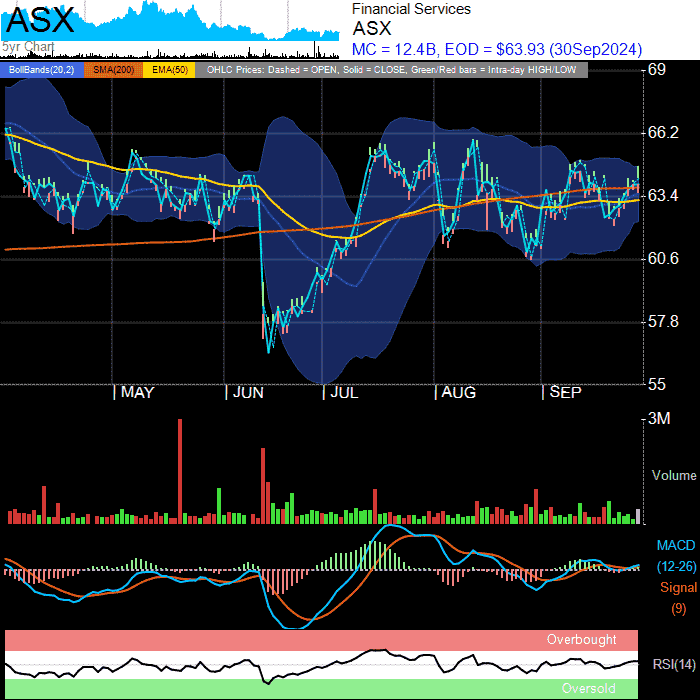 ASX
5yr Chart
Financial Services
ASX
MC = 12.4B, EOD = $63.93 (30Sep2024)
BollBands(20,2) SMA(200) EMA(50) OHLC Prices: Dashed = OPEN, Solid = CLOSE, Green/Red bars = Intra-day HIGH/LOW
69
66.2
63.4
60.6
57.8
55
MAY JUN JUL AUG SEP
3M
Volume
MACD
(12-26)
Signal
(9)
Overbought
RSI(14)
Oversold